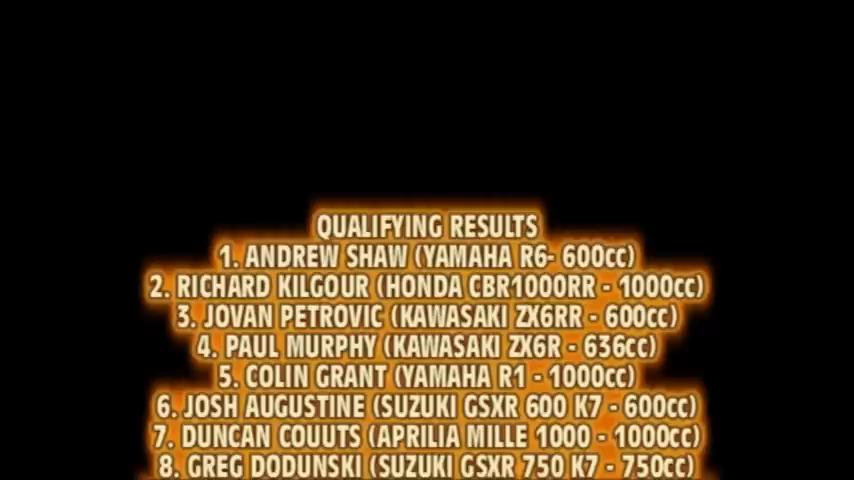 QUALIFYING RESULTS
1. ANDREW SHAW (YAMAHA R6- 600cc)
2. RICHARD KILGOUR (HONDA CBR1000RR - 1000cc)
3. JOVAN PETROVIC (KAWASAKI ZX6RR - 600cc)
4. PAUL MURPHY (KAWASAKI ZX6R - 636cc)
5. COLIN GRANT (YAMAHA R1 - 1000cc)
6. JOSH AUGUSTINE (SUZUKI GSXR 600 K7 - 600cc)
7. DUNCAN COUUTS (APRILIA MILLE 1000 - 1000cc)
8. GREG DODUNSKI (SUZUKI GSXR 750 K7 - 750cc)